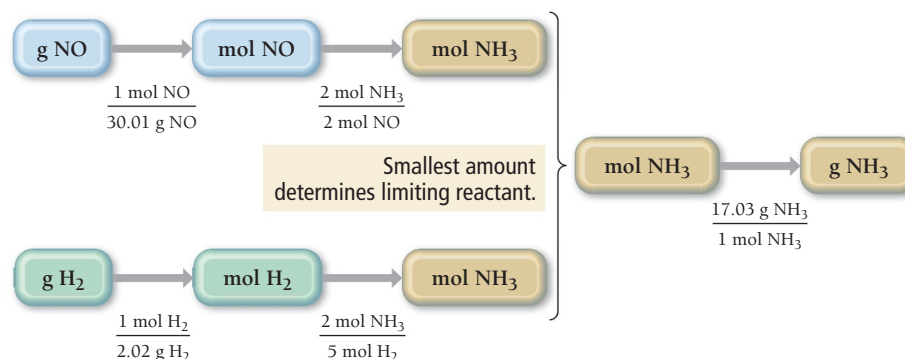 g NO
mol NO
mol NH₃
1 mol NO
30.01 g NO
2 mol NH₃
2 mol NO
Smallest amount
determines limiting reactant.
g H₂
mol H₂
mol NH₃
1 mol H₂
2.02 g H₂
2 mol NH₃
5 mol H₂
mol NH₃
g NH₃
17.03 g NH₃
1 mol NH₃